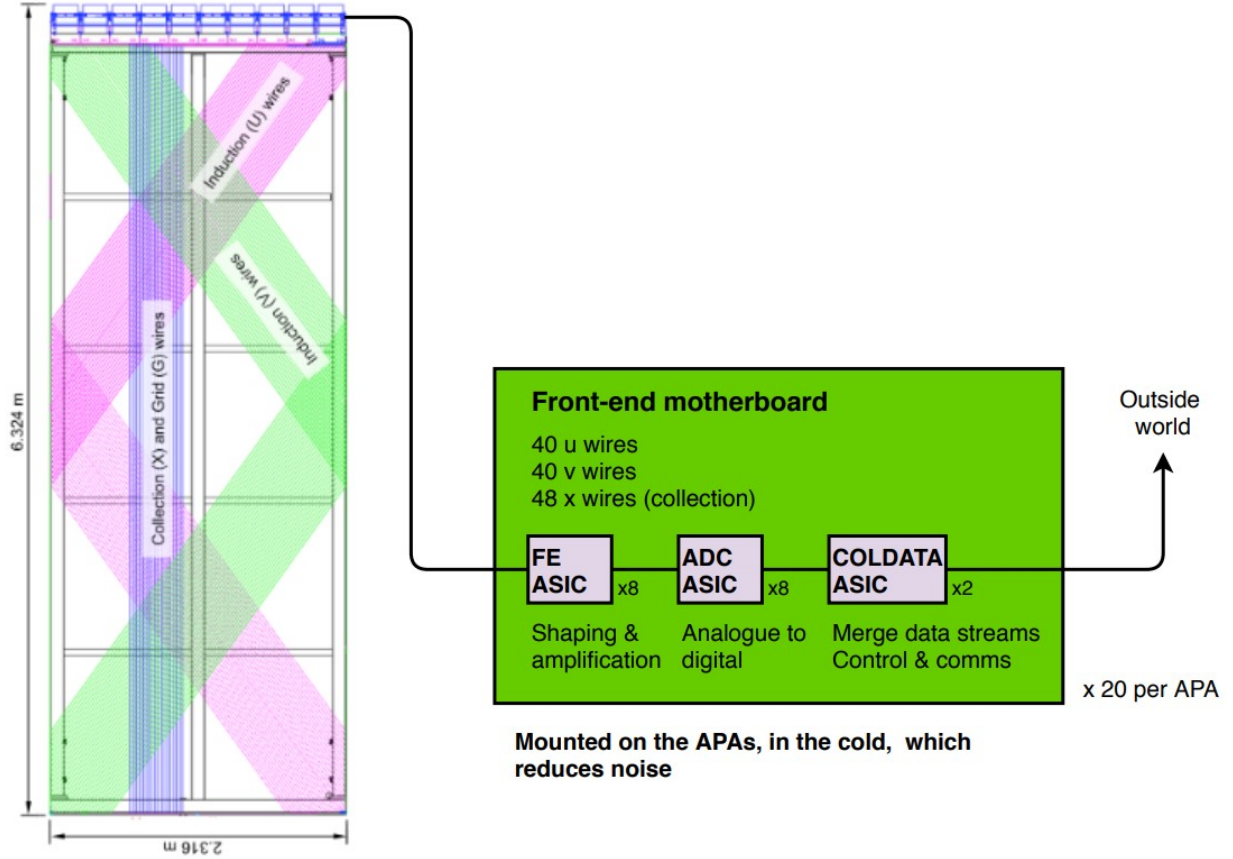 Induction (U) wires
Induction (V) wires
Collection (X) and Grid (G) wires
6.324 m
2.316 m
Front-end motherboard
40 u wires
40 v wires
48 x wires (collection)
FE
ASIC
x8
ADC
ASIC
x8
COLDATA
ASIC
x2
Shaping &
amplification
Analogue to
digital
Merge data streams
Control & comms
Outside
world
x 20 per APA
Mounted on the APAs, in the cold, which
reduces noise